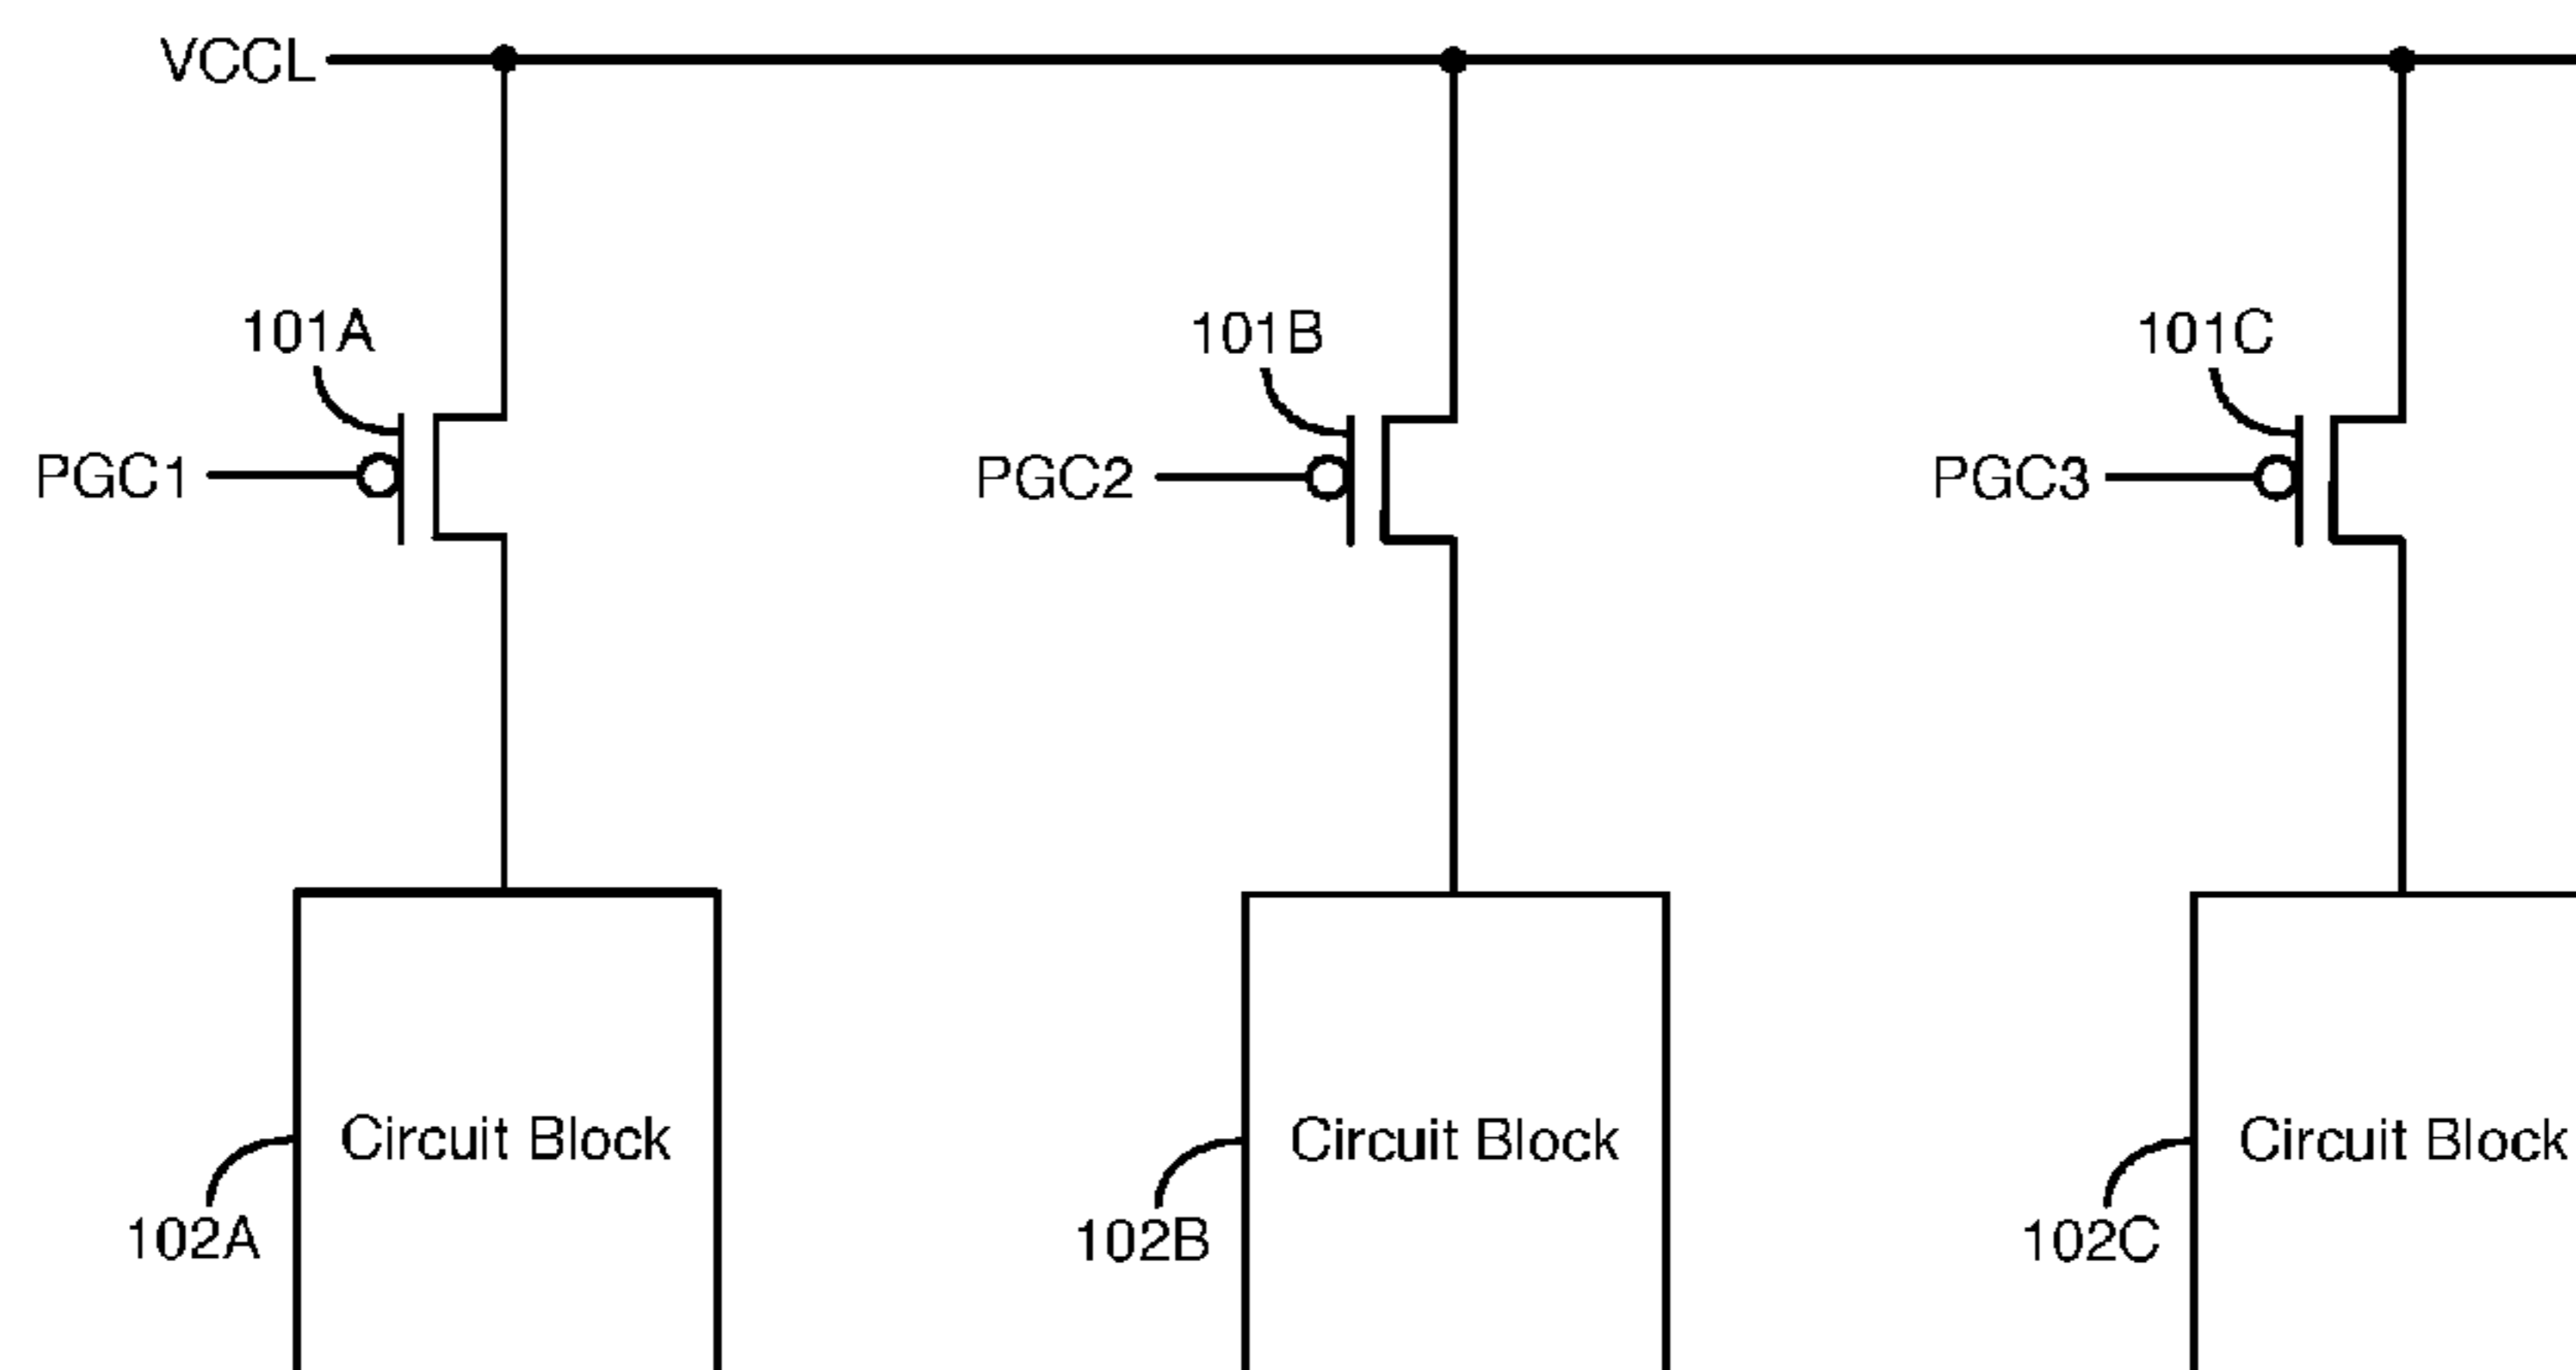 VCCL
101A
101B
101C
PGC1
PGC2
PGC3
Circuit Block
Circuit Block
Circuit Block
102A
102B
102C